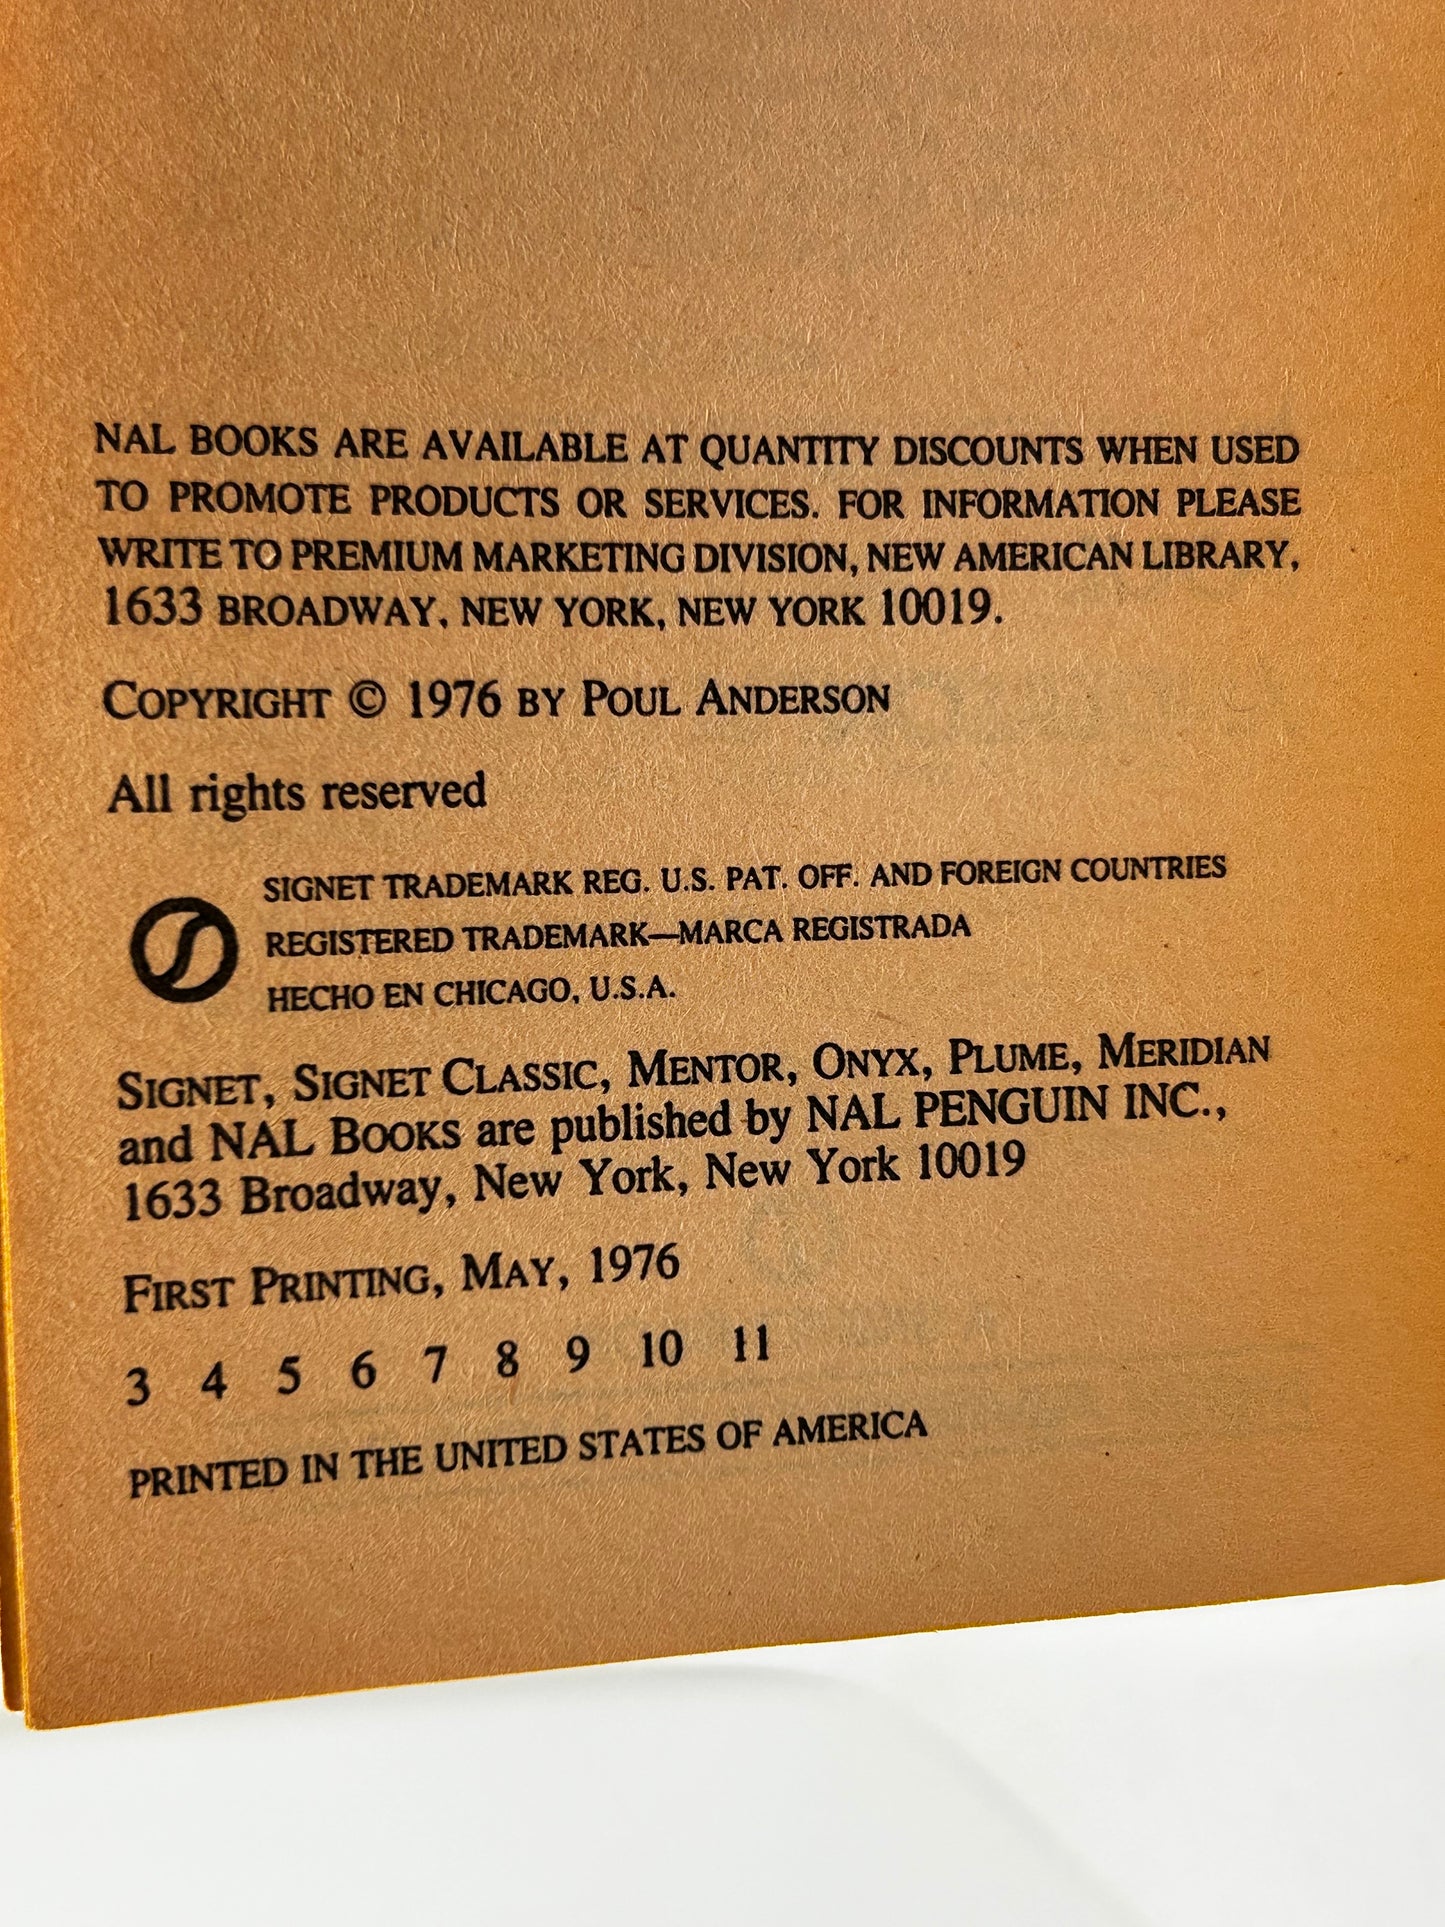 NAL BOOKS ARE AVAILABLE AT QUANTITY DISCOUNTS WHEN USED
TO PROMOTE PRODUCTS OR SERVICES. FOR INFORMATION PLEASE
WRITE TO PREMIUM MARKETING DIVISION, NEW AMERICAN LIBRARY,
1633 BROADWAY, NEW YORK, NEW YORK 10019.
COPYRIGHT © 1976 BY POUL ANDERSON
All rights reserved
SIGNET TRADEMARK REG. U.S. PAT. OFF. AND FOREIGN COUNTRIES
REGISTERED TRADEMARK—MARCA REGISTRADA
HECHO EN CHICAGO, U.S.A.
SIGNET, SIGNET CLASSIC, MENTOR, ONYX, PLUME, MERIDIAN
and NAL BOOKS are published by NAL PENGUIN INC.,
1633 Broadway, New York, New York 10019
FIRST PRINTING, MAY, 1976
3 4 5 6 7 8 9 10 11
PRINTED IN THE UNITED STATES OF AMERICA